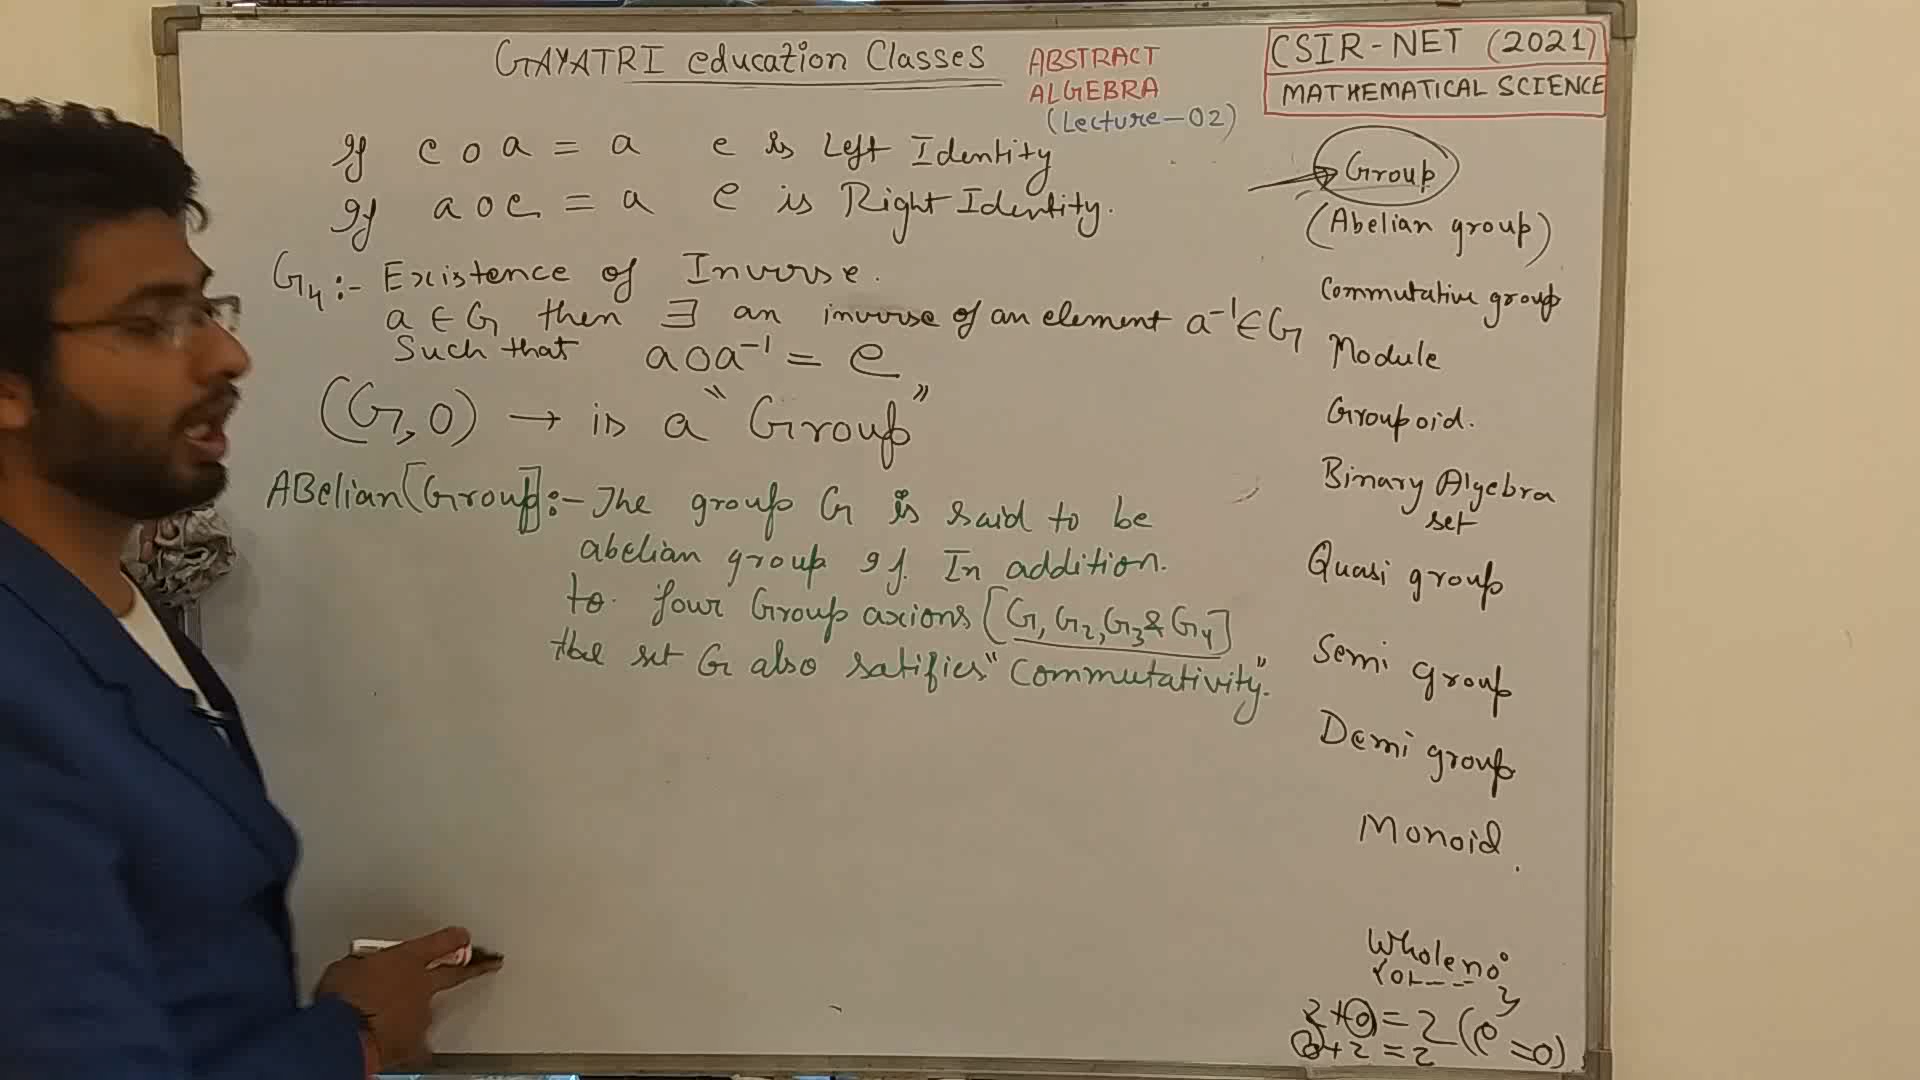 GAYATRI education Classes
ABSTRACT
ALGEBRA
(Lecture-02)
CSIR-NET (2021)
MATHEMATICAL SCIENCE
If e o a = a e is Left Identity
If a o e = a e is Right Identity.
G4:- Existence of Inverse.
a ∈ G then ∃ an inverse of an element a⁻¹ ∈ G
Such that a o a⁻¹ = e
(G, o) → is a "Group"
ABelian [Group]:- The group G is said to be
abelian group If In addition.
to four Group axions [G, G2, G3 & G4]
the set G also satifies "Commutativity".
Group
(Abelian group)
Commutative group
Module
Groupoid.
Binary Algebra
set
Quasi group
Semi group
Demi group
Monoid.
Whole no
2+0=2 (e=0)
0+2=2